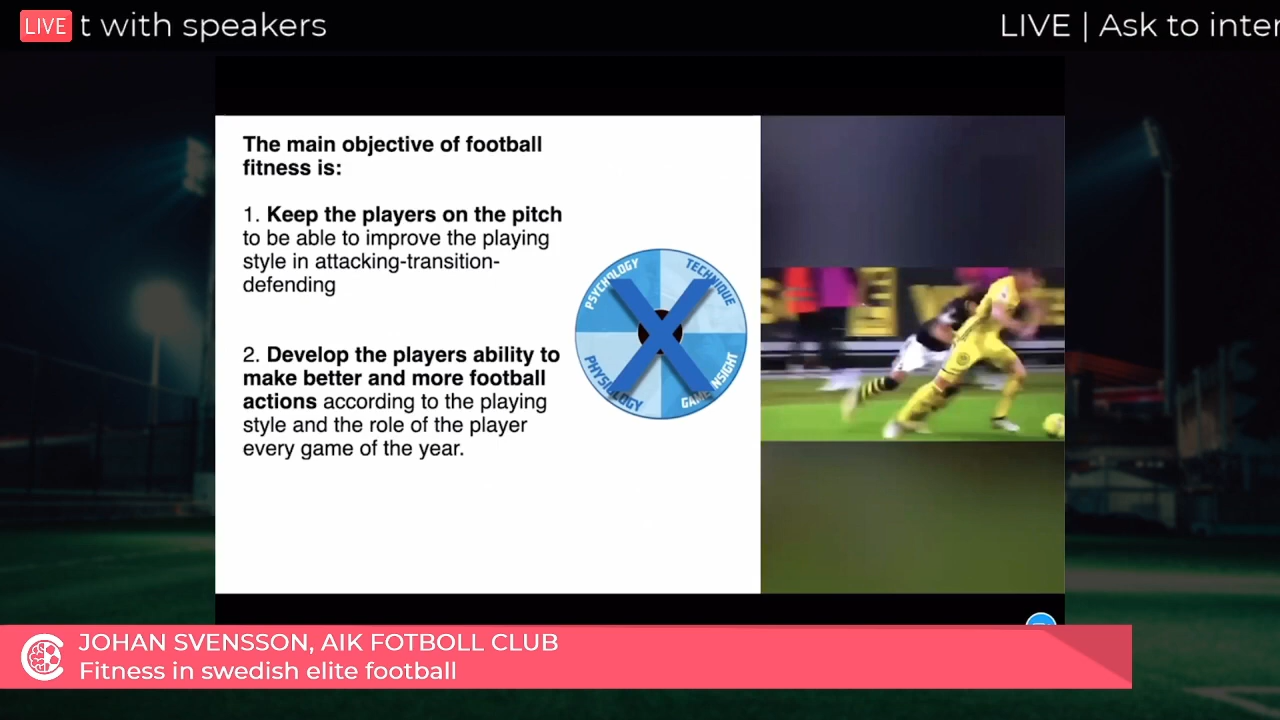 LIVE
t with speakers
LIVE | Ask to inter
The main objective of football
fitness is:
1. Keep the players on the pitch
to be able to improve the playing
style in attacking-transition-
defending
2. Develop the players ability to
make better and more football
actions according to the playing
style and the role of the player
every game of the year.
PSYCHOLOGY
TECHNIQUE
JOHAN SVENSSON, AIK FOTBOLL CLUB
Fitness in swedish elite football